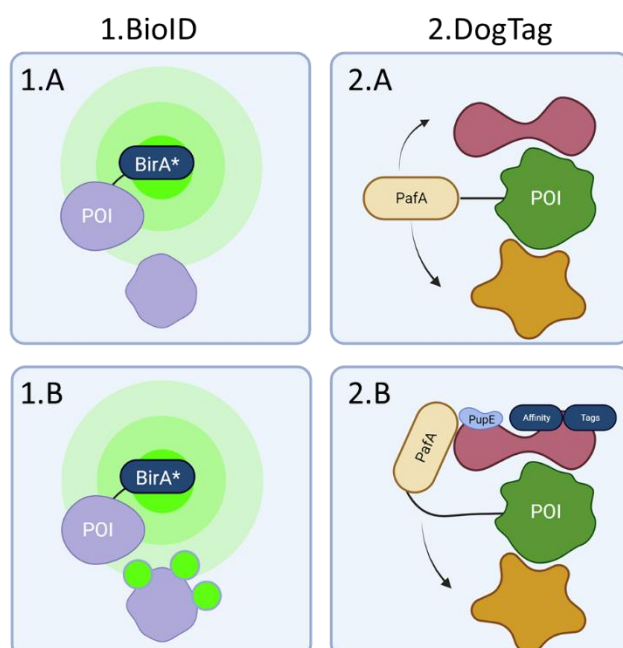 1.BioID
2.DogTag
1.A
BirA*
POI
2.A
PafA
POI
1.B
BirA*
POI
2.B
PafA
PupE
Affinity
Tags
POI